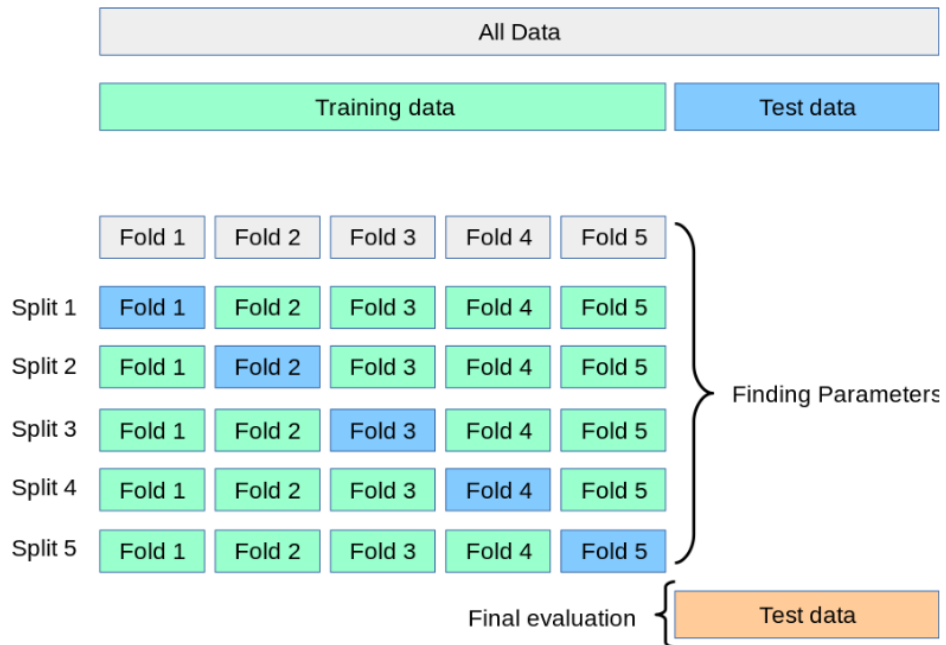 All Data
Training data Test data
Fold 1 Fold 2 Fold 3 Fold 4 Fold 5
Split 1 Fold 1 Fold 2 Fold 3 Fold 4 Fold 5
Split 2 Fold 1 Fold 2 Fold 3 Fold 4 Fold 5
Finding Parameters
Split 3 Fold 1 Fold 2 Fold 3 Fold 4 Fold 5
Split 4 Fold 1 Fold 2 Fold 3 Fold 4 Fold 5
Split 5 Fold 1 Fold 2 Fold 3 Fold 4 Fold 5
Final evaluation Test data